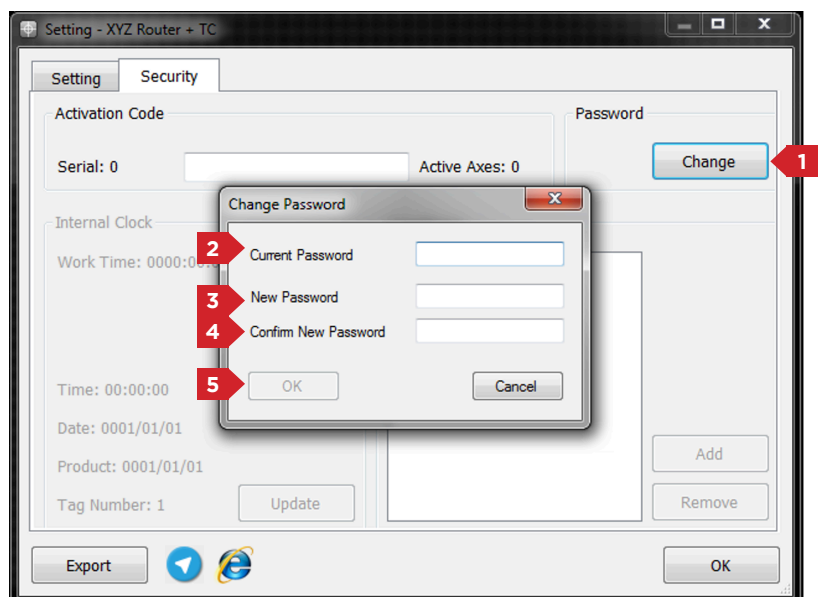 Setting - XYZ Router + TC
Setting
Security
Activation Code
Password
Serial: 0
Active Axes: 0
Change
1
Change Password
Internal Clock
2
Current Password
Work Time: 0000:00:0
3
New Password
4
Confirm New Password
5
OK
Cancel
Time: 00:00:00
Date: 0001/01/01
Product: 0001/01/01
Tag Number: 1
Update
Add
Remove
Export
OK